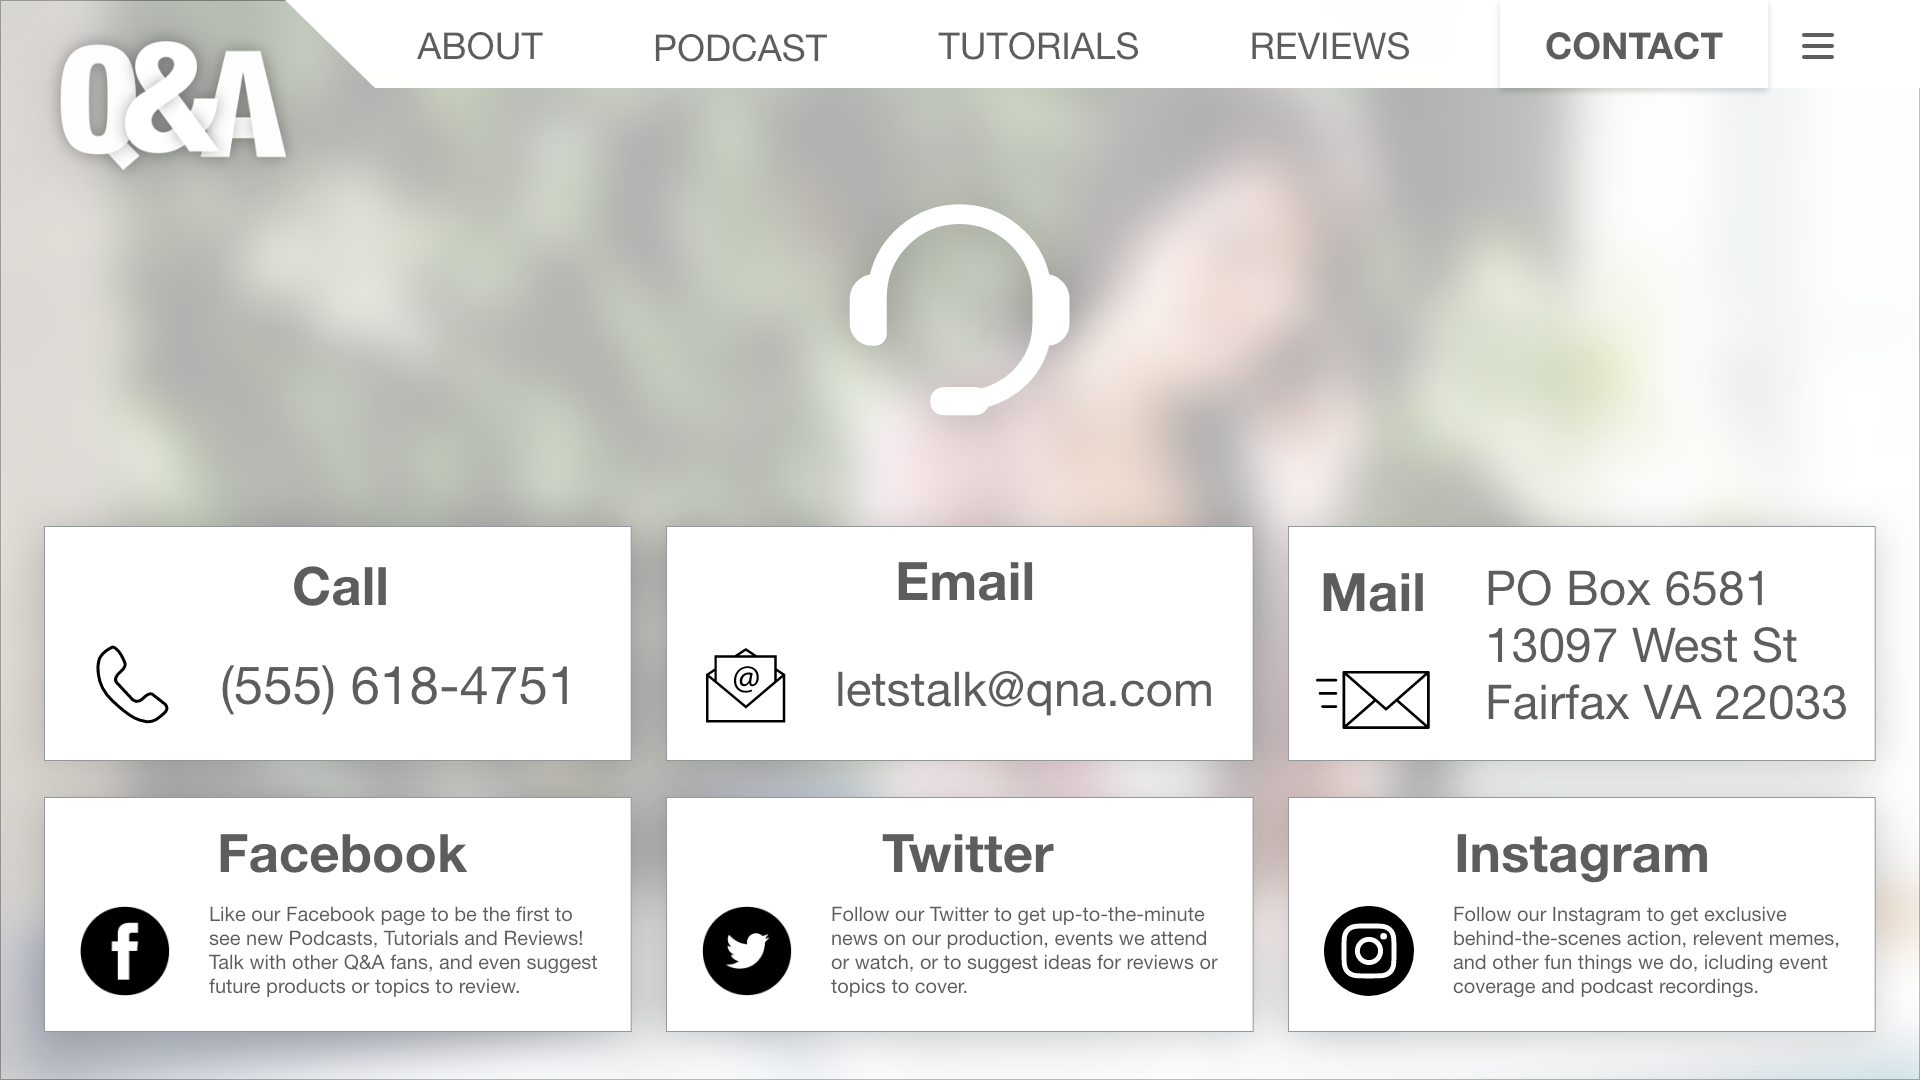 Q&A
ABOUT
PODCAST
TUTORIALS
REVIEWS
CONTACT
Call
(555) 618-4751
Email
@
letstalk@qna.com
Mail
PO Box 6581
13097 West St
Fairfax VA 22033
Facebook
Like our Facebook page to be the first to
see new Podcasts, Tutorials and Reviews!
Talk with other Q&A fans, and even suggest
future products or topics to review.
Twitter
Follow our Twitter to get up-to-the-minute
news on our production, events we attend
or watch, or to suggest ideas for reviews or
topics to cover.
Instagram
Follow our Instagram to get exclusive
behind-the-scenes action, relevent memes,
and other fun things we do, icluding event
coverage and podcast recordings.